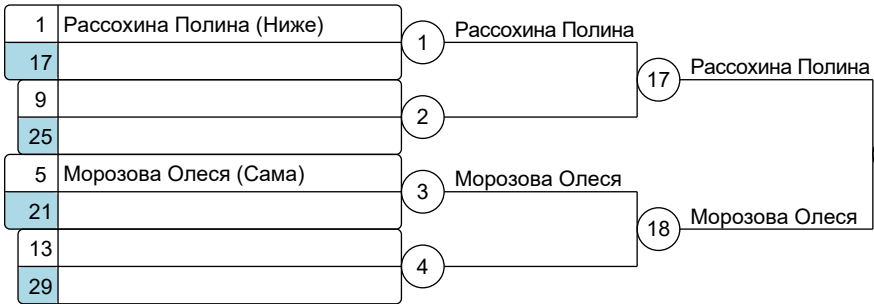 1 Рассохина Полина (Ниже)
17
1 Рассохина Полина
17 Рассохина Полина
9
25
2
5 Морозова Олеся (Сама)
21
3 Морозова Олеся
18 Морозова Олеся
13
29
4